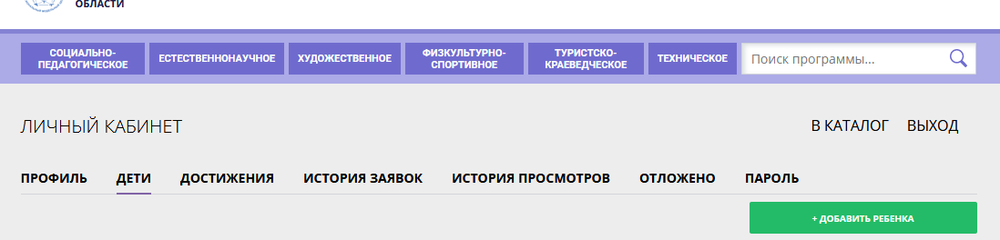 ОБЛАСТИ
СОЦИАЛЬНО-
ПЕДАГОГИЧЕСКОЕ
ЕСТЕСТВЕННОНАУЧНОЕ
ХУДОЖЕСТВЕННОЕ
ФИЗКУЛЬТУРНО-
СПОРТИВНОЕ
ТУРИСТСКО-
КРАЕВЕДЧЕСКОЕ
ТЕХНИЧЕСКОЕ
Поиск программы...
ЛИЧНЫЙ КАБИНЕТ
В КАТАЛОГ ВЫХОД
ПРОФИЛЬ ДЕТИ ДОСТИЖЕНИЯ ИСТОРИЯ ЗАЯВОК ИСТОРИЯ ПРОСМОТРОВ ОТЛОЖЕНО ПАРОЛЬ
+ ДОБАВИТЬ РЕБЕНКА